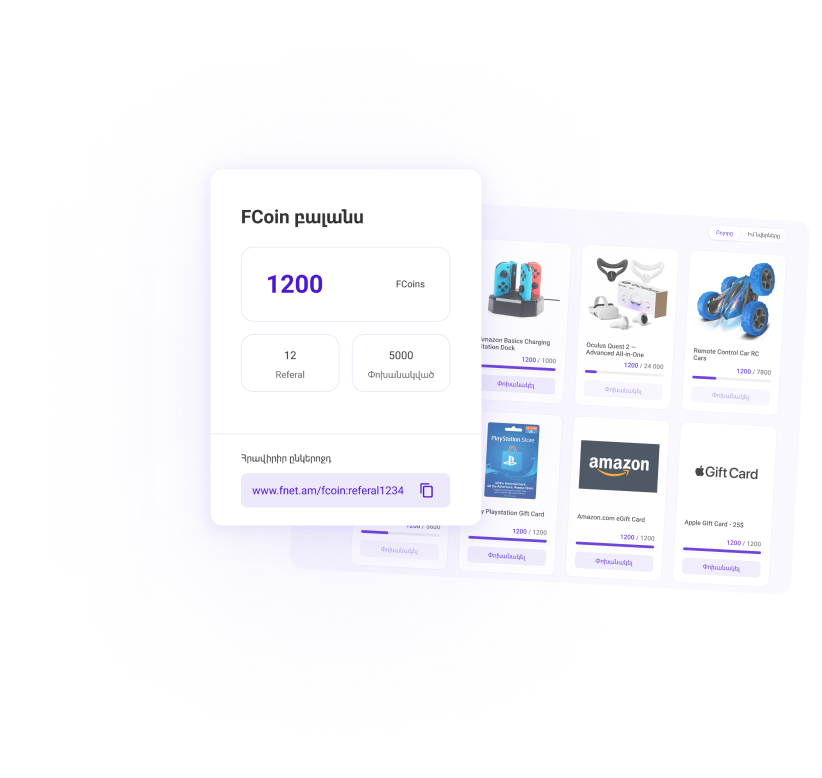 FCoin բալանս
1200
FCoins
12
Referal
5000
Փոխանակված
Հրավիրիր ընկերոջդ
www.fnet.am/fcoin:referal1234
Բոլորը
Իմ նվերները
Amazon Basics Charging
Station Dock
1200 / 1000
Փոխանակել
Oculus Quest 2 —
Advanced All-in-One
1200 / 24 000
Փոխանակել
Remote Control Car RC
Cars
1200 / 7800
Փոխանակել
1200 / 3600
Փոխանակել
PlayStation Store
Playstation Gift Card
1200 / 1200
Փոխանակել
amazon
Amazon.com eGift Card
1200 / 1200
Փոխանակել
Gift Card
Apple Gift Card - 25$
1200 / 1200
Փոխանակել